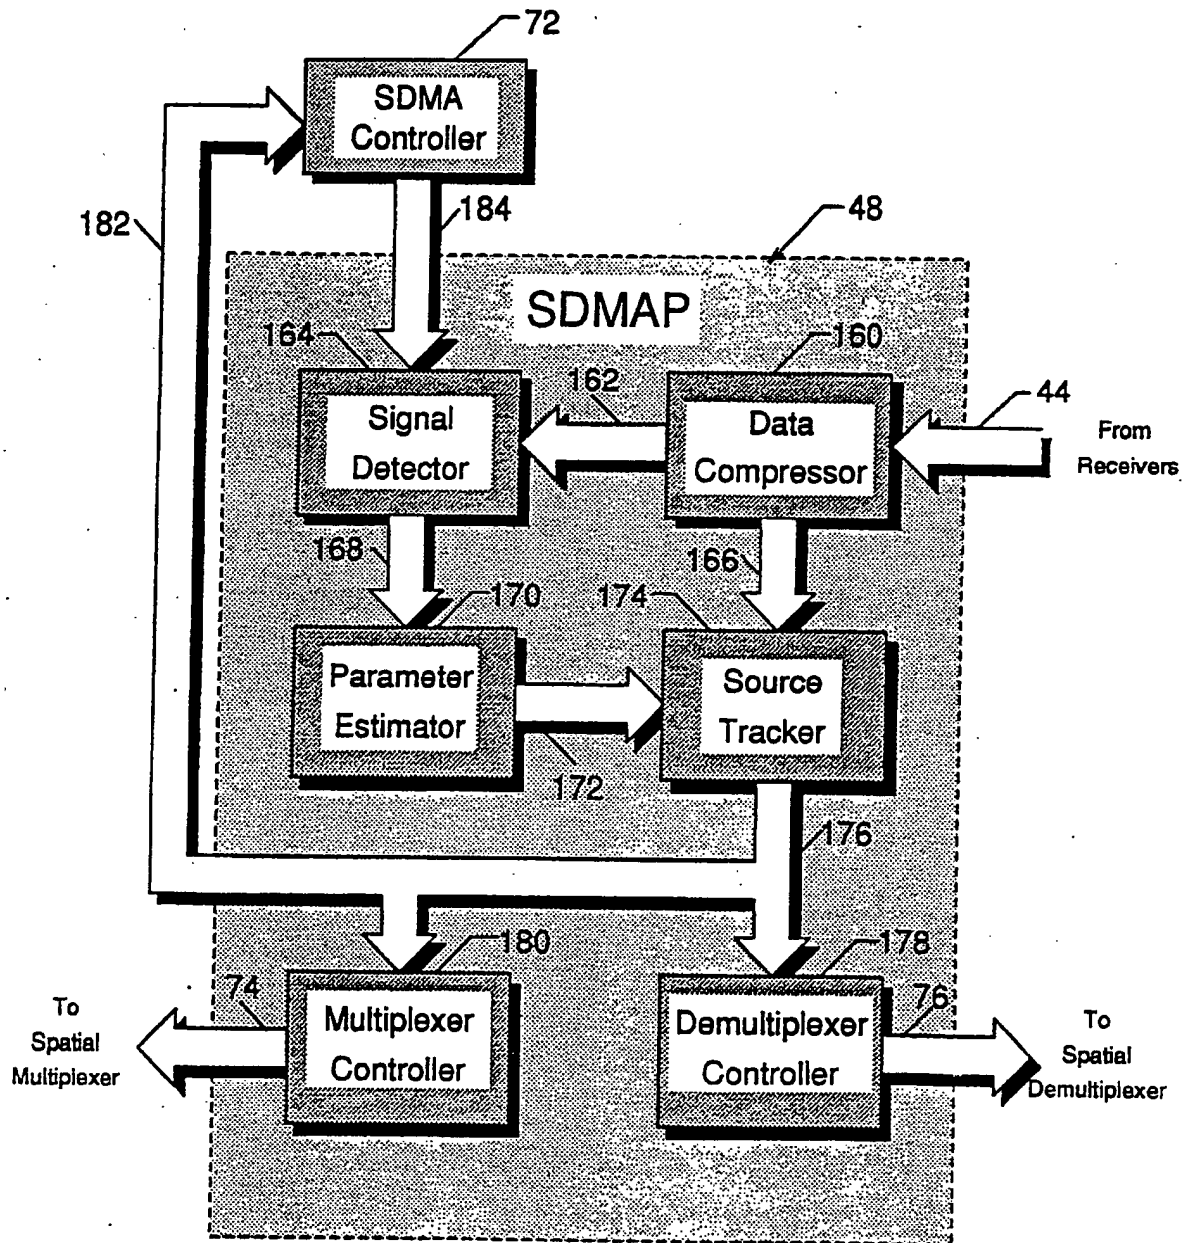 72
SDMA
Controller
182
184
48
SDMAP
164
160
162
44
Signal
Detector
Data
Compressor
From
Receivers
168
166
170
174
Parameter
Estimator
Source
Tracker
172
176
180
178
74
76
To
Spatial
Multiplexer
Multiplexer
Controller
Demultiplexer
Controller
To
Spatial
Demultiplexer